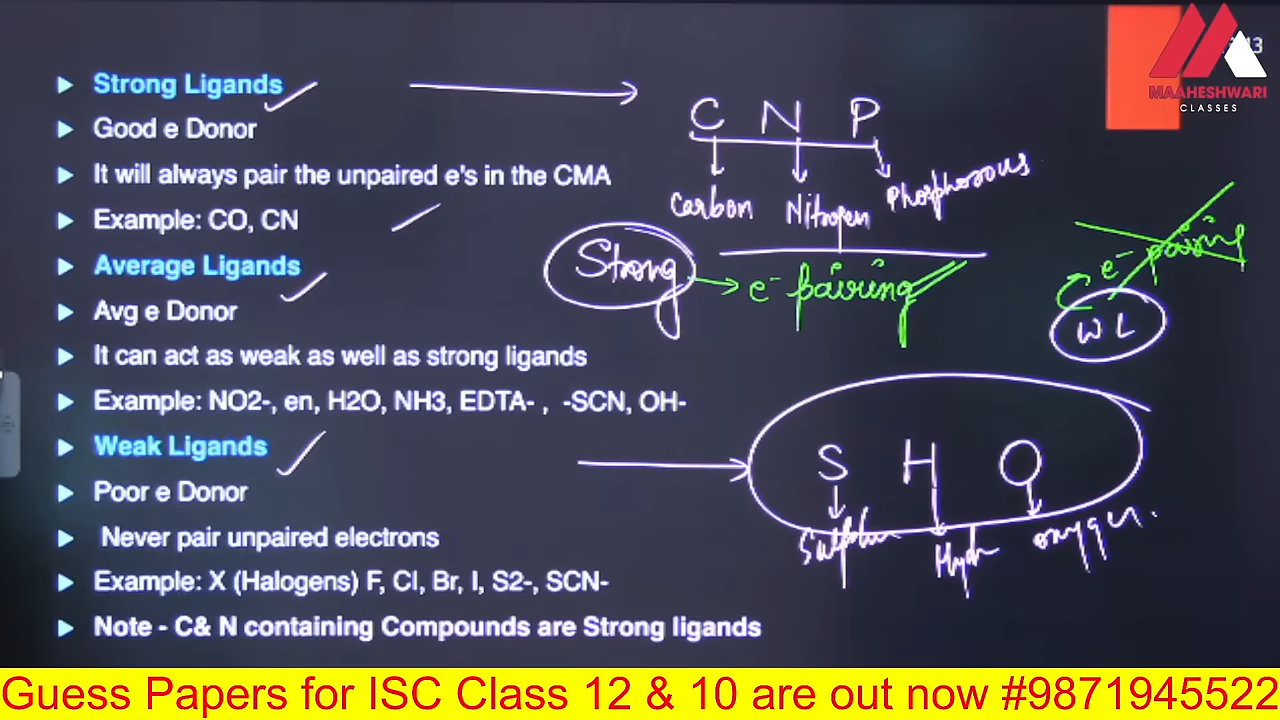 Strong Ligands
Good e Donor
It will always pair the unpaired e's in the CMA
Example: CO, CN
Average Ligands
Avg e Donor
It can act as weak as well as strong ligands
Example: NO2-, en, H2O, NH3, EDTA- , -SCN, OH-
Weak Ligands
Poor e Donor
Never pair unpaired electrons
Example: X (Halogens) F, Cl, Br, I, S2-, SCN-
Note - C& N containing Compounds are Strong ligands
C N P
Carbon Nitrogen Phosphorous
Strong → e- pairing
e- pairing
W L
S H O
Sulphur oxygen.
MAAHESHWARI
CLASSES
Guess Papers for ISC Class 12 & 10 are out now #9871945522